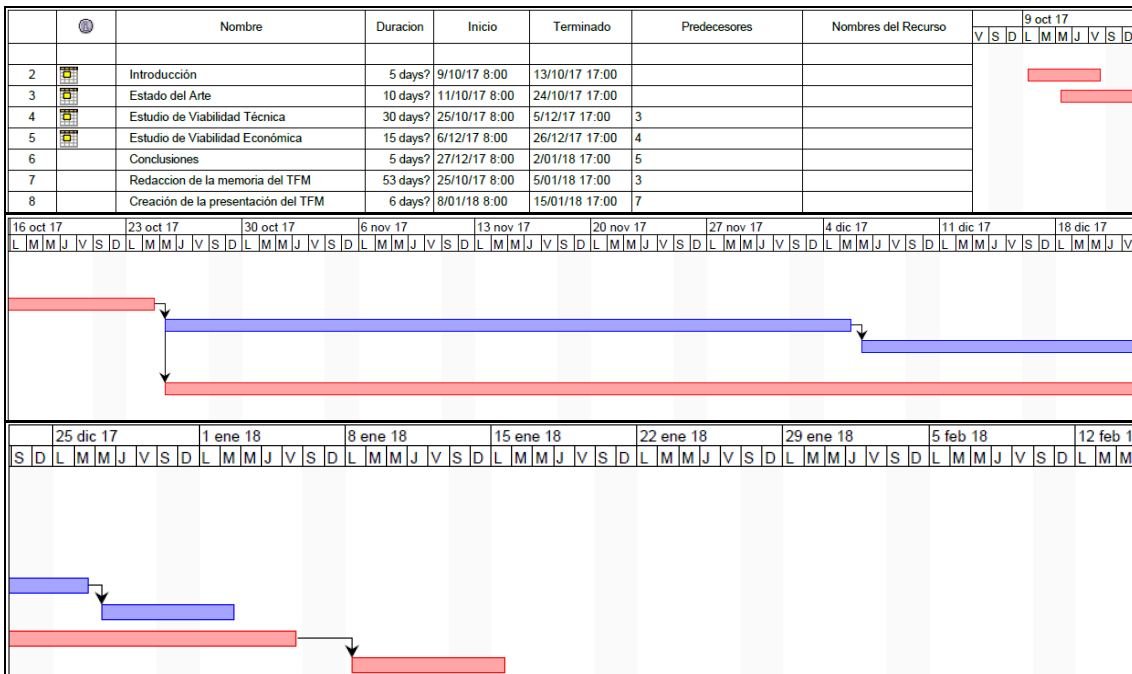 Nombre Duracion Inicio Terminado Predecesores Nombres del Recurso 9 oct 17
V S D L M M J V S D
2 Introducción 5 days? 9/10/17 8:00 13/10/17 17:00
3 Estado del Arte 10 days? 11/10/17 8:00 24/10/17 17:00
4 Estudio de Viabilidad Técnica 30 days? 25/10/17 8:00 5/12/17 17:00 3
5 Estudio de Viabilidad Económica 15 days? 6/12/17 8:00 26/12/17 17:00 4
6 Conclusiones 5 days? 27/12/17 8:00 2/01/18 17:00 5
7 Redaccion de la memoria del TFM 53 days? 25/10/17 8:00 5/01/18 17:00 3
8 Creación de la presentación del TFM 6 days? 8/01/18 8:00 15/01/18 17:00 7
16 oct 17 23 oct 17 30 oct 17 6 nov 17 13 nov 17 20 nov 17 27 nov 17 4 dic 17 11 dic 17 18 dic 17
L M M J V S D L M M J V S D L M M J V S D L M M J V S D L M M J V S D L M M J V S D L M M J V S D L M M J V S D L M M J V S D L M M J V
25 dic 17 1 ene 18 8 ene 18 15 ene 18 22 ene 18 29 ene 18 5 feb 18 12 feb 1
S D L M M J V S D L M M J V S D L M M J V S D L M M J V S D L M M J V S D L M M J V S D L M M J V S D L M M